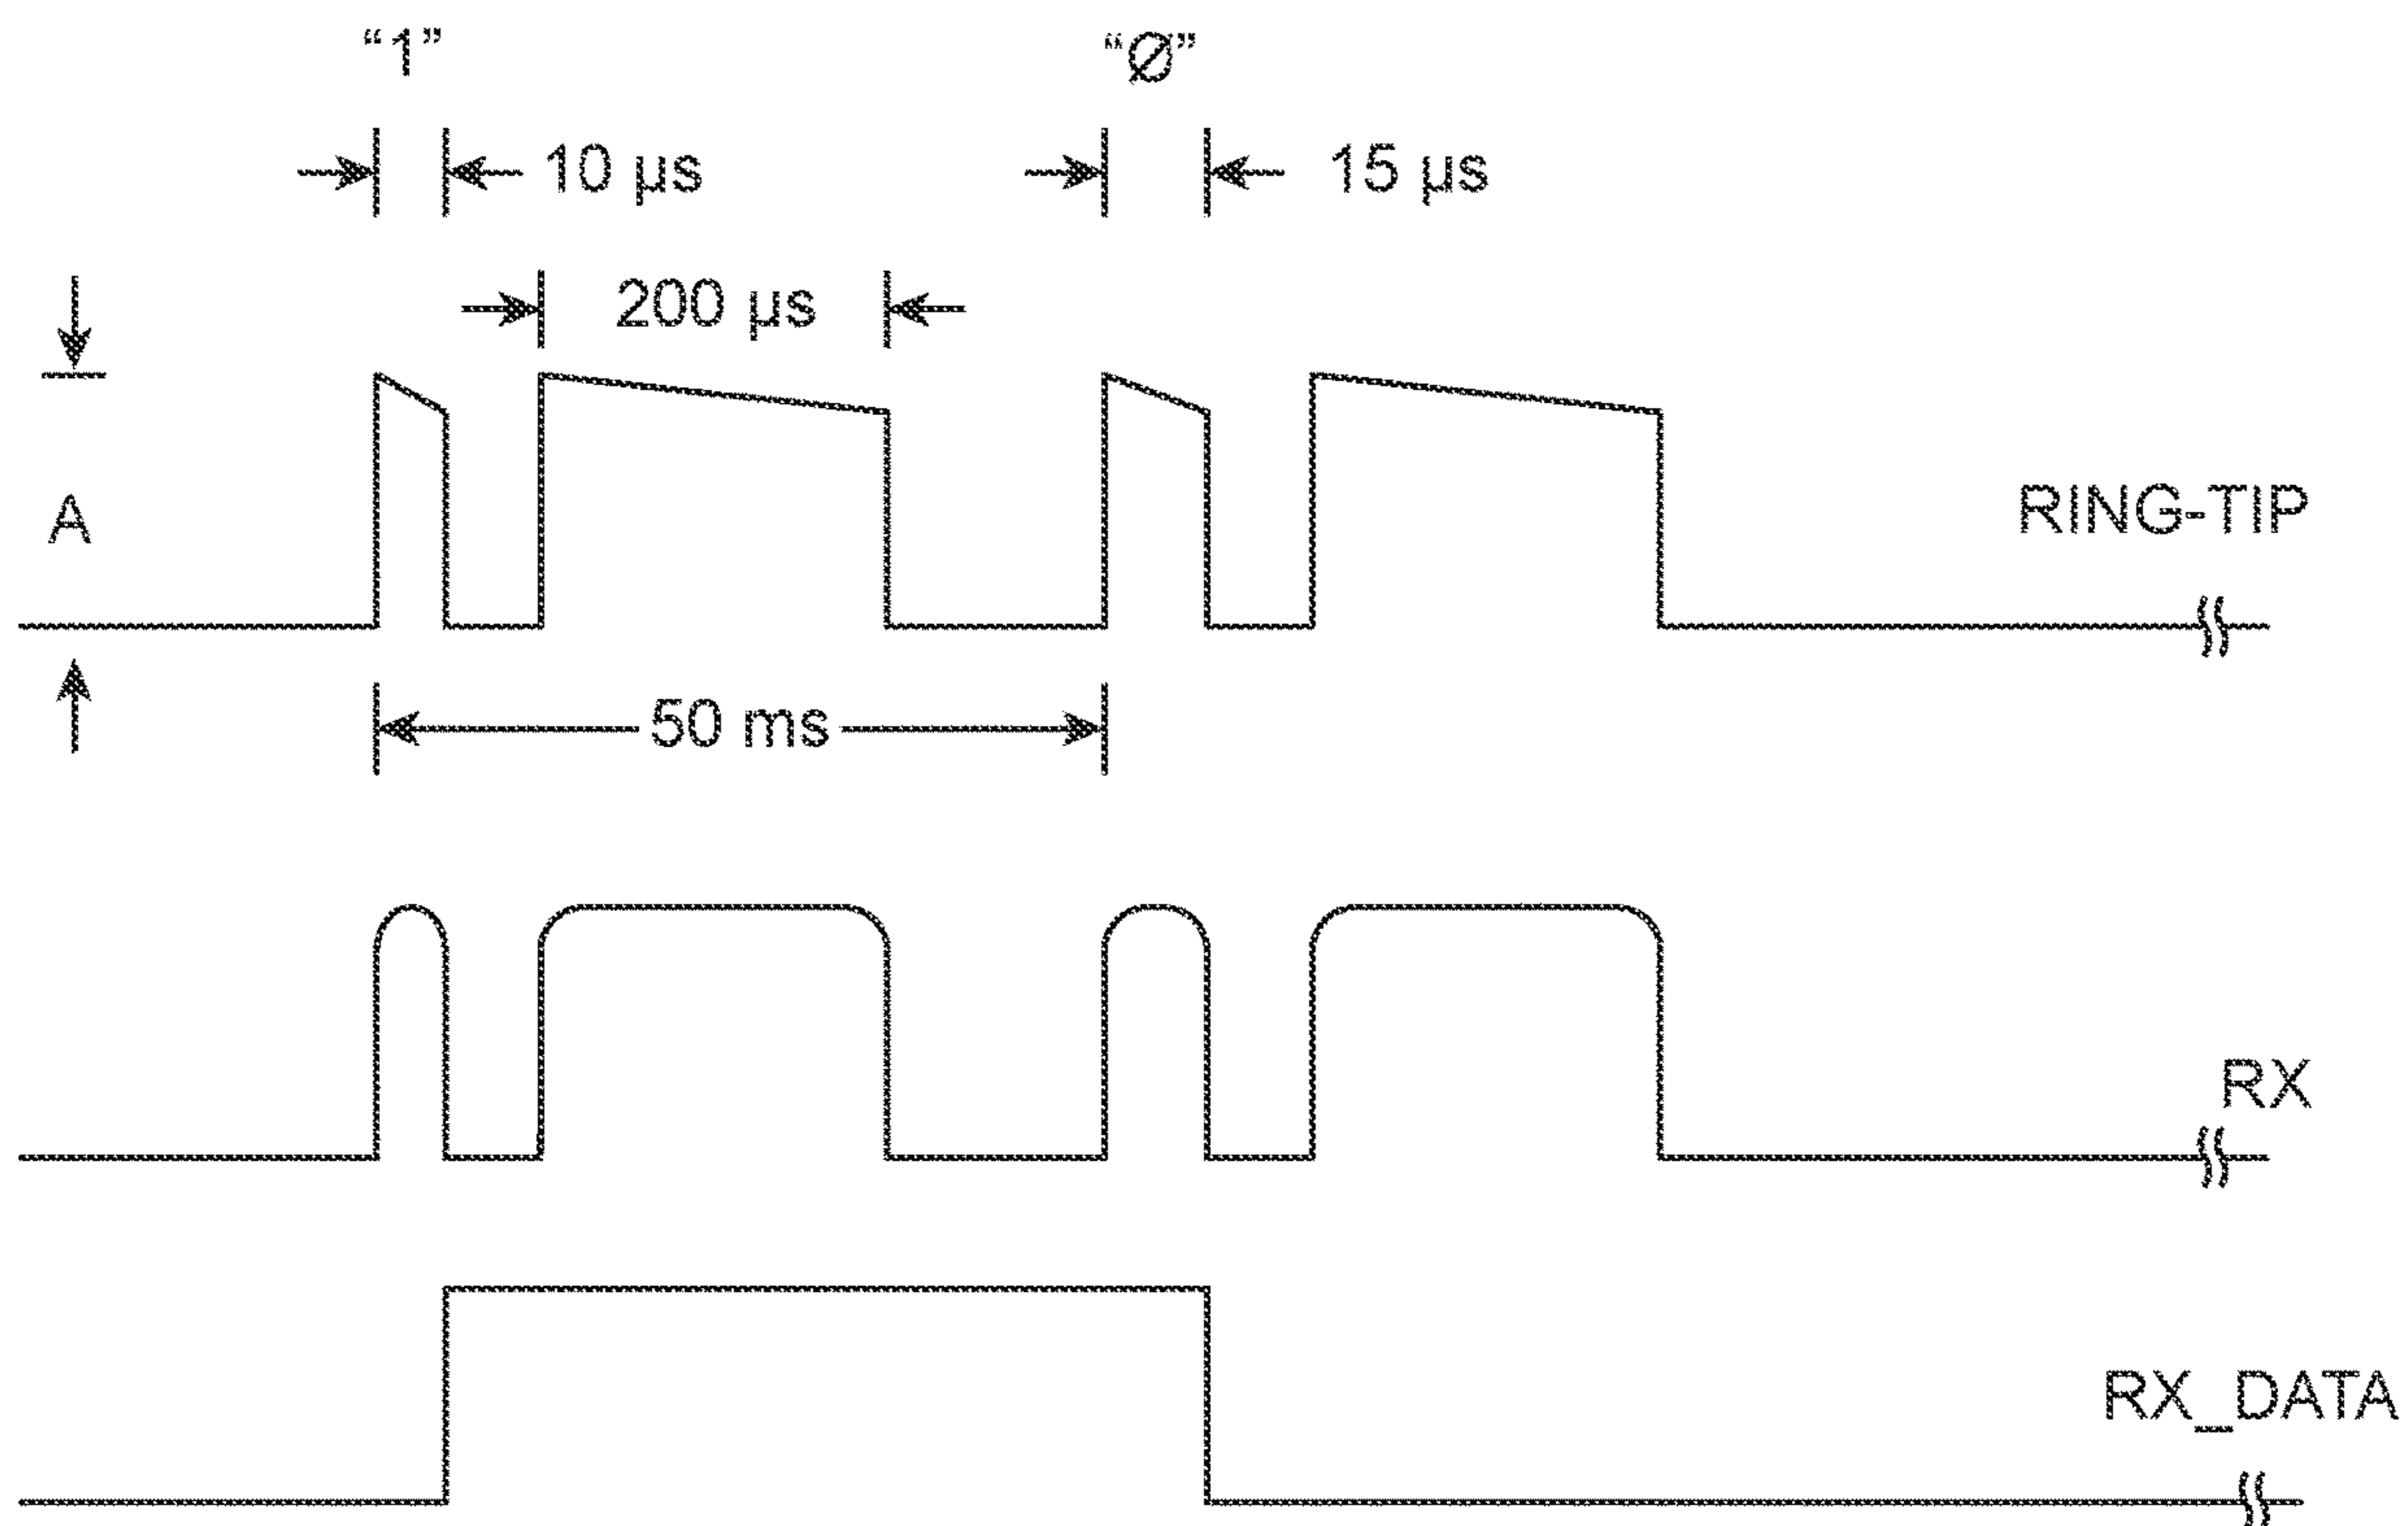 “1”
“Ø”
10 µs
15 µs
200 µs
A
RING-TIP
50 ms
RX
RX_DATA